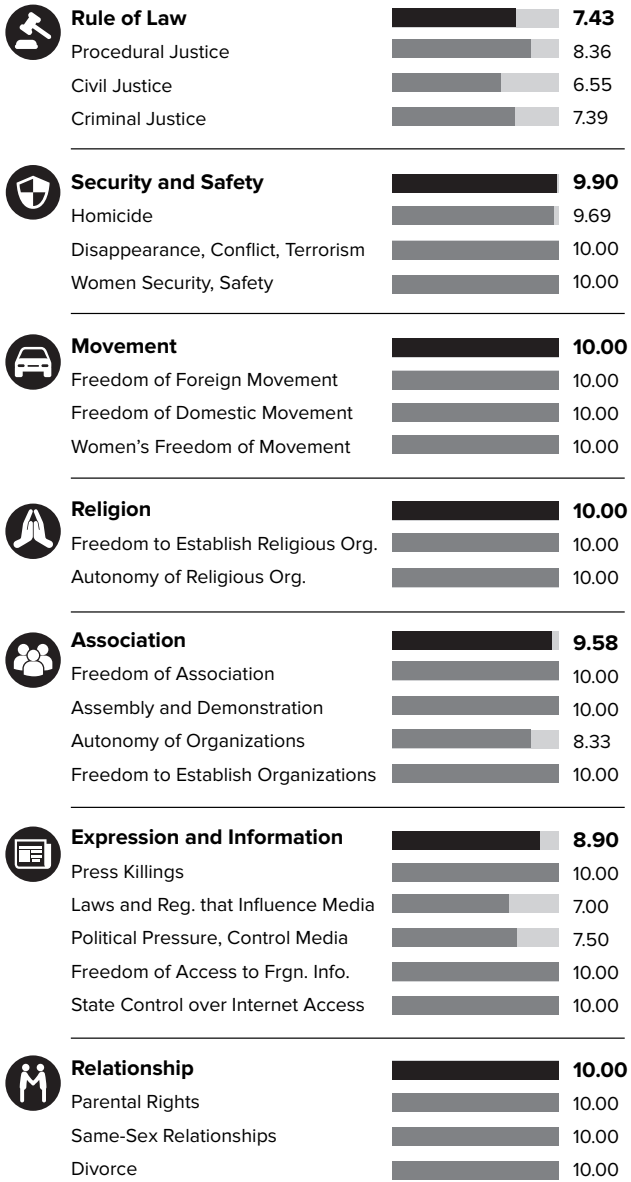 Rule of Law 7.43
Procedural Justice 8.36
Civil Justice 6.55
Criminal Justice 7.39
Security and Safety 9.90
Homicide 9.69
Disappearance, Conflict, Terrorism 10.00
Women Security, Safety 10.00
Movement 10.00
Freedom of Foreign Movement 10.00
Freedom of Domestic Movement 10.00
Women’s Freedom of Movement 10.00
Religion 10.00
Freedom to Establish Religious Org. 10.00
Autonomy of Religious Org. 10.00
Association 9.58
Freedom of Association 10.00
Assembly and Demonstration 10.00
Autonomy of Organizations 8.33
Freedom to Establish Organizations 10.00
Expression and Information 8.90
Press Killings 10.00
Laws and Reg. that Influence Media 7.00
Political Pressure, Control Media 7.50
Freedom of Access to Frgn. Info. 10.00
State Control over Internet Access 10.00
Relationship 10.00
Parental Rights 10.00
Same-Sex Relationships 10.00
Divorce 10.00